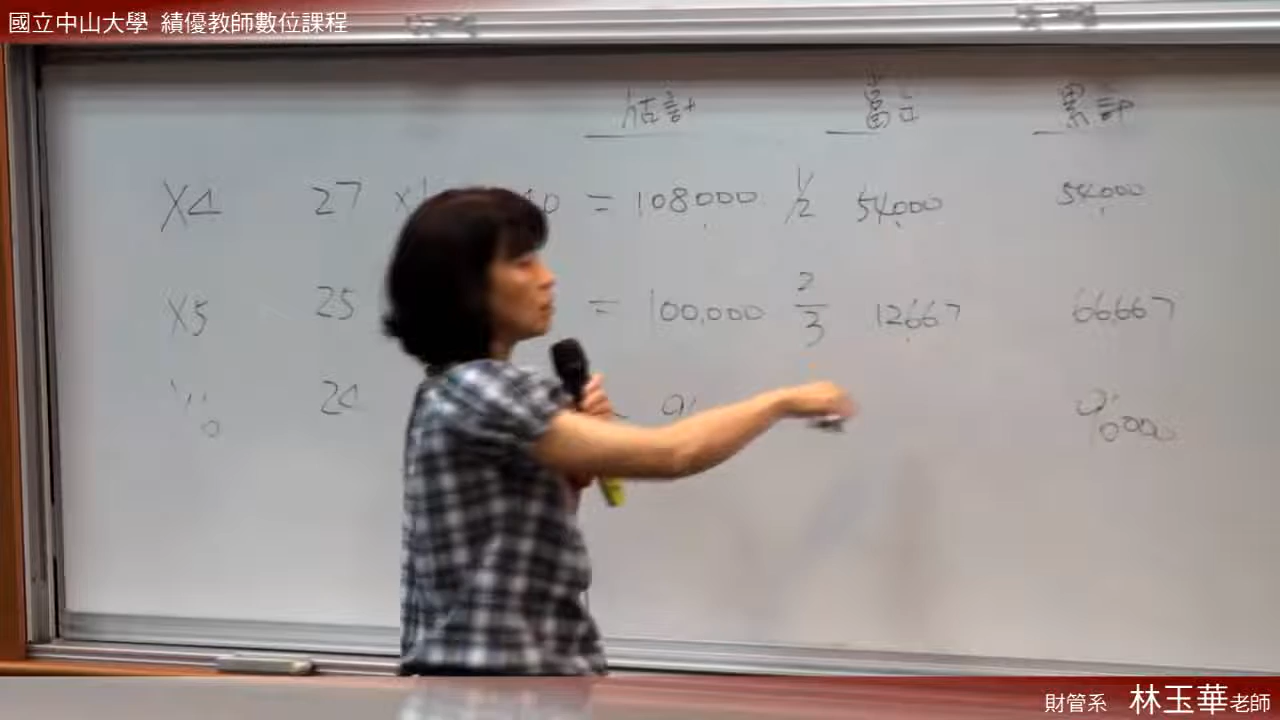 國立中山大學 績優教師數位課程
估計 當年 累計
X4 27 = 108,000 1/2 54,000 54,000
X5 25 = 100,000 2/3 12,667 66,667
財管系 林玉華老師